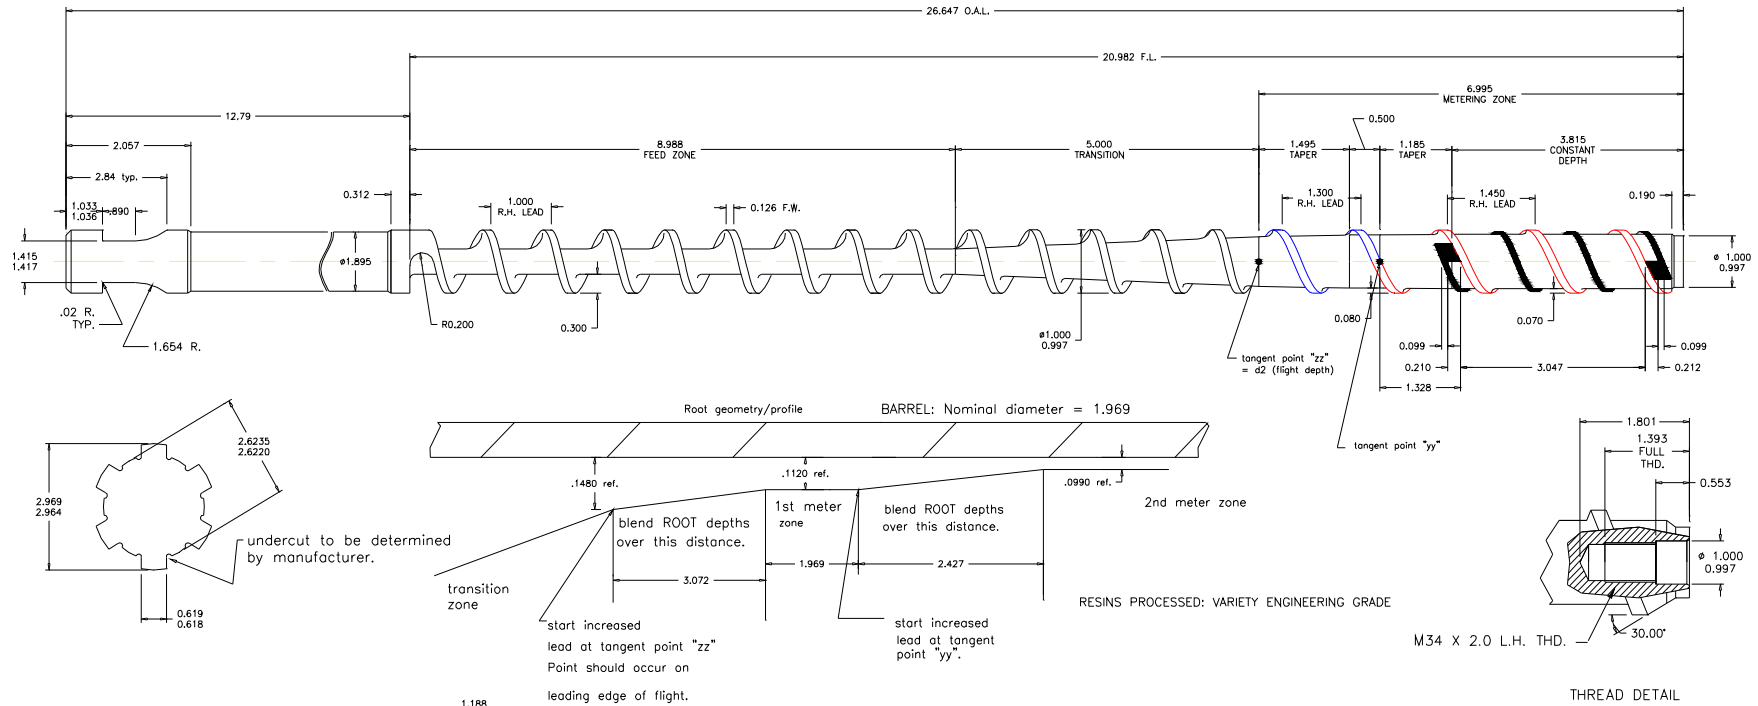 26.647 O.A.L.
20.982 F.L.
6.995
METERING ZONE
12.79
0.500
2.057
8.988
FEED ZONE
5.000
TRANSITION
1.495
TAPER
1.185
TAPER
3.815
CONSTANT
DEPTH
2.84 typ.
0.312
1.000
R.H. LEAD
0.126 F.W.
1.300
R.H. LEAD
1.450
R.H. LEAD
0.190
1.033
1.036
.890
1.415
1.417
ø1.895
ø 1.000
0.997
.02 R.
TYP.
1.654 R.
R0.200
0.300
ø1.000
0.997
0.080
0.070
tangent point "zz"
= d2 (flight depth)
0.099
0.099
0.210
3.047
0.212
1.328
Root geometry/profile
BARREL: Nominal diameter = 1.969
tangent point "yy"
2.6235
2.6220
2.969
2.964
undercut to be determined
by manufacturer.
0.619
0.618
.1480 ref.
.1120 ref.
.0990 ref.
blend ROOT depths
over this distance.
1st meter
zone
blend ROOT depths
over this distance.
2nd meter zone
transition
zone
3.072
1.969
2.427
start increased
lead at tangent point "zz"
Point should occur on
leading edge of flight.
start increased
lead at tangent
point "yy".
RESINS PROCESSED: VARIETY ENGINEERING GRADE
1.801
1.393
FULL
THD.
0.553
ø 1.000
0.997
30.00°
M34 X 2.0 L.H. THD.
THREAD DETAIL
1.188